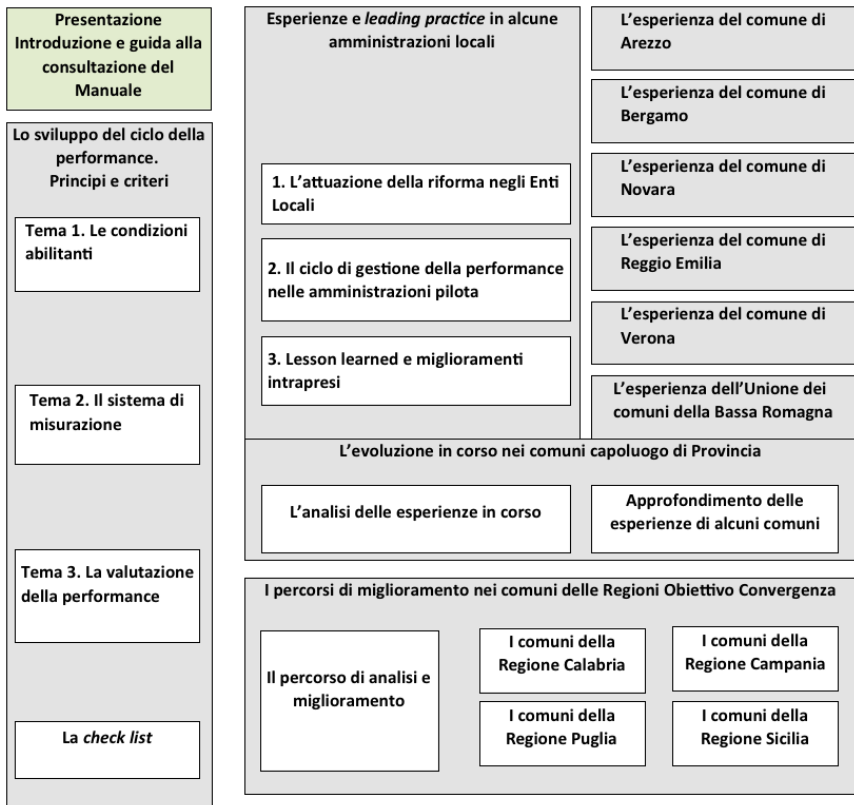 Presentazione
Introduzione e guida alla
consultazione del
Manuale
Lo sviluppo del ciclo della
performance.
Principi e criteri
Tema 1. Le condizioni
abilitanti
Tema 2. Il sistema di
misurazione
Tema 3. La valutazione
della performance
La check list
Esperienze e leading practice in alcune
amministrazioni locali
1. L’attuazione della riforma negli Enti
Locali
2. Il ciclo di gestione della performance
nelle amministrazioni pilota
3. Lesson learned e miglioramenti
intrapresi
L’esperienza del comune di
Arezzo
L’esperienza del comune di
Bergamo
L’esperienza del comune di
Novara
L’esperienza del comune di
Reggio Emilia
L’esperienza del comune di
Verona
L’esperienza dell’Unione dei
comuni della Bassa Romagna
L’evoluzione in corso nei comuni capoluogo di Provincia
L’analisi delle esperienze in corso
Approfondimento delle
esperienze di alcuni comuni
I percorsi di miglioramento nei comuni delle Regioni Obiettivo Convergenza
Il percorso di analisi e
miglioramento
I comuni della
Regione Calabria
I comuni della
Regione Campania
I comuni della
Regione Puglia
I comuni della
Regione Sicilia